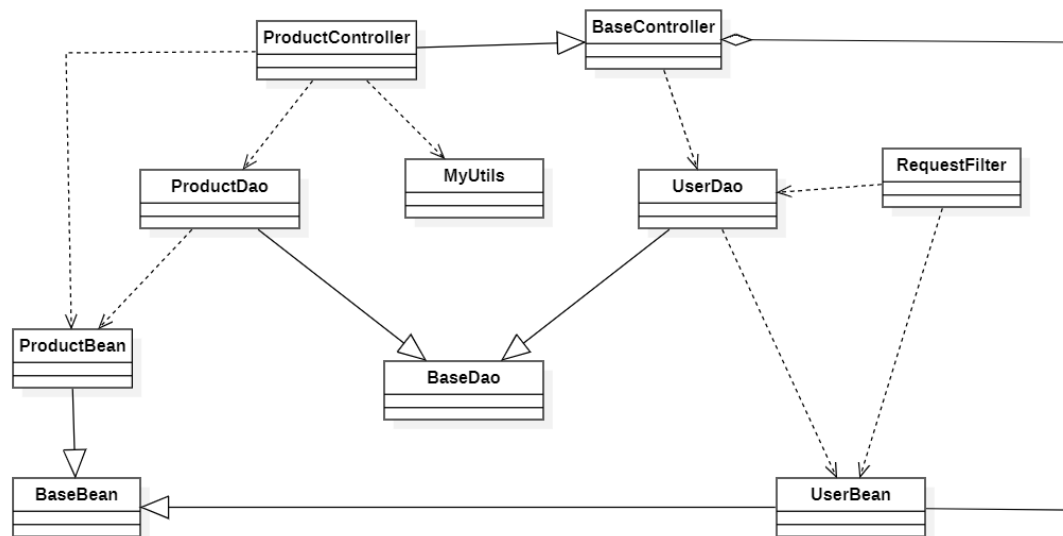 ProductController
BaseController
ProductDao
MyUtils
UserDao
RequestFilter
ProductBean
BaseDao
BaseBean
UserBean